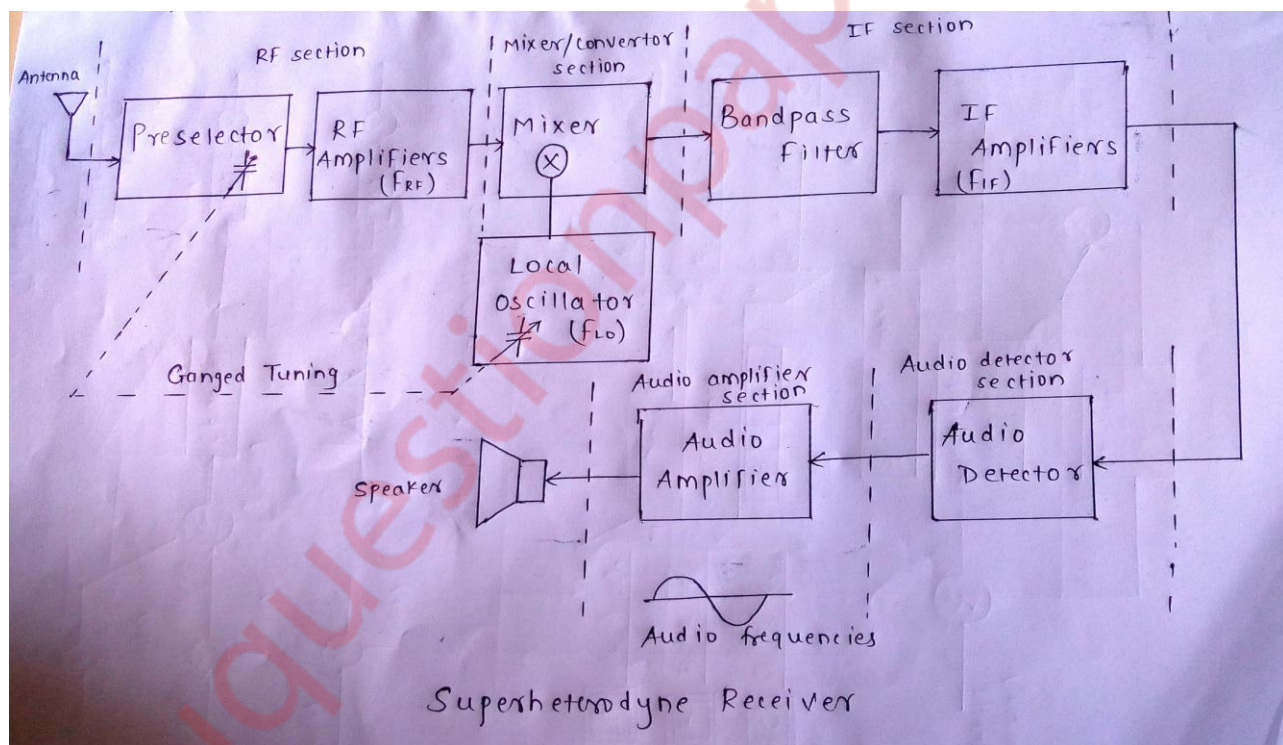 Antenna
RF section
Mixer/convertor
section
IF section
Preselector
RF
Amplifiers
(fRF)
Mixer
X
Bandpass
Filter
IF
Amplifiers
(fIF)
Local
Oscillator
(fLO)
Ganged Tuning
Audio amplifier
section
Audio detector
section
Speaker
Audio
Amplifier
Audio
Detector
Audio frequencies
Superheterodyne Receiver
questionpap